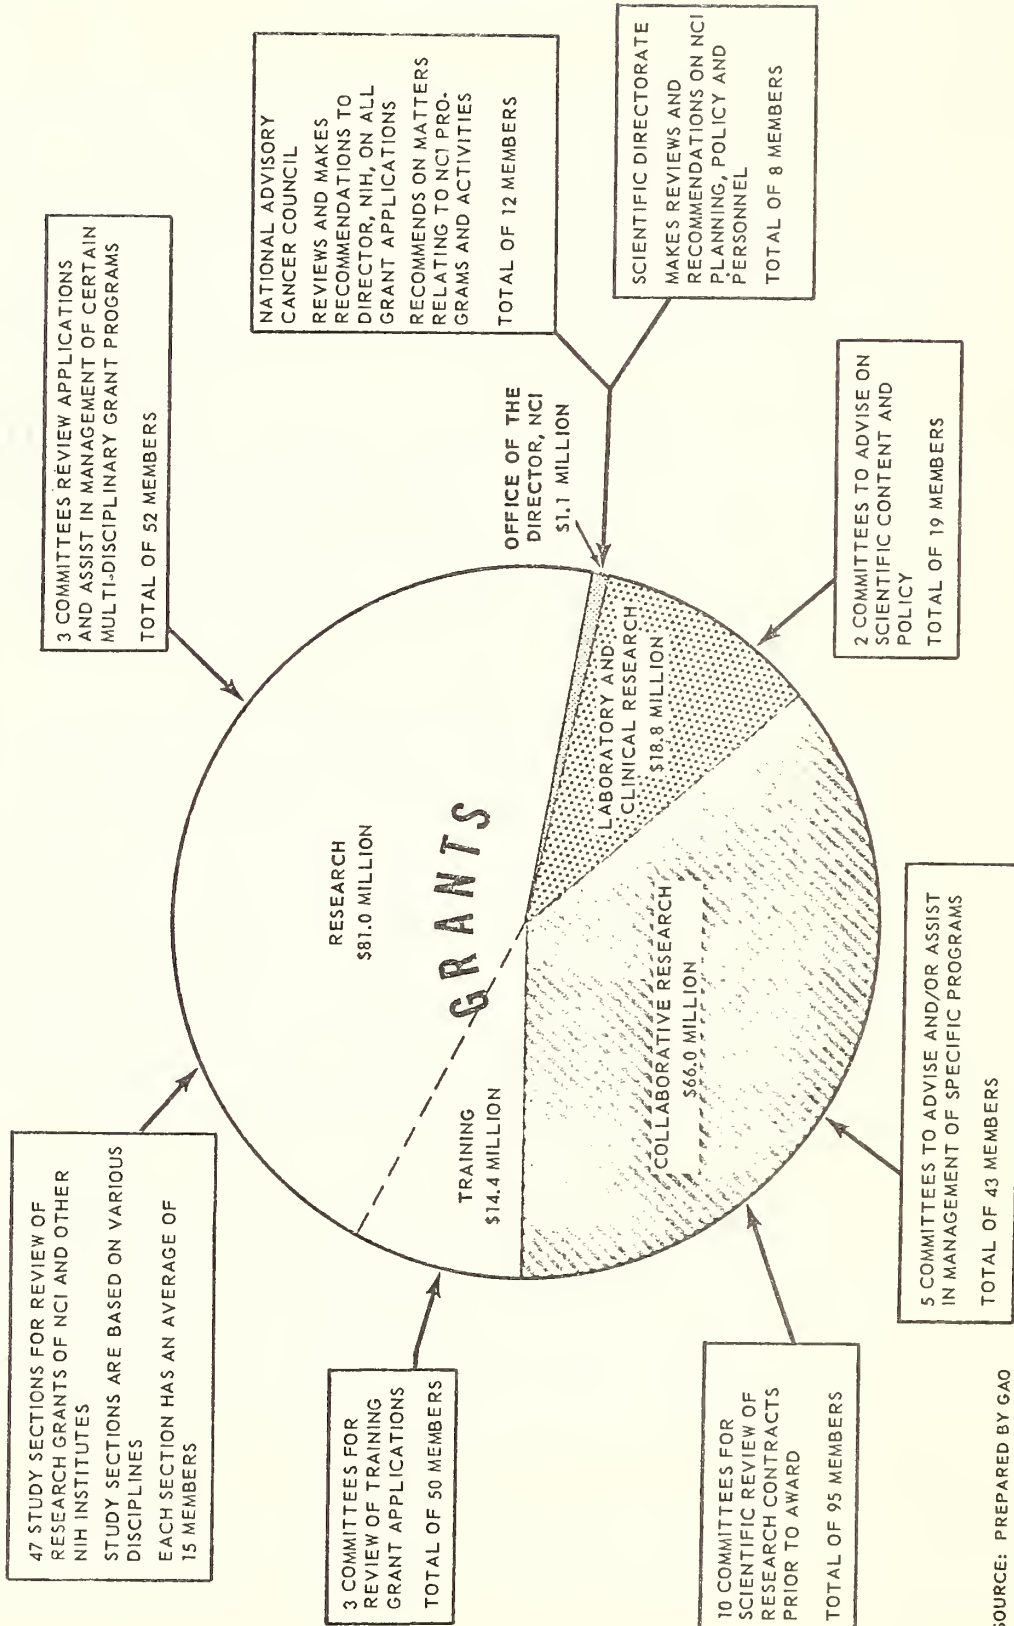 47 STUDY SECTIONS FOR REVIEW OF
RESEARCH GRANTS OF NCI AND OTHER
NIH INSTITUTES
STUDY SECTIONS ARE BASED ON VARIOUS
DISCIPLINES
EACH SECTION HAS AN AVERAGE OF
15 MEMBERS
3 COMMITTEES REVIEW APPLICATIONS
AND ASSIST IN MANAGEMENT OF CERTAIN
MULTI-DISCIPLINARY GRANT PROGRAMS
TOTAL OF 52 MEMBERS
NATIONAL ADVISORY
CANCER COUNCIL
REVIEWS AND MAKES
RECOMMENDATIONS TO
DIRECTOR, NIH, ON ALL
GRANT APPLICATIONS
RECOMMENDS ON MATTERS
RELATING TO NCI PRO-
GRAMS AND ACTIVITIES
TOTAL OF 12 MEMBERS
SCIENTIFIC DIRECTORATE
MAKES REVIEWS AND
RECOMMENDATIONS ON NCI
PLANNING, POLICY AND
PERSONNEL
TOTAL OF 8 MEMBERS
3 COMMITTEES FOR
REVIEW OF TRAINING
GRANT APPLICATIONS
TOTAL OF 50 MEMBERS
RESEARCH
$81.0 MILLION
GRANTS
TRAINING
$14.4 MILLION
OFFICE OF THE
DIRECTOR, NCI
$1.1 MILLION
LABORATORY AND
CLINICAL RESEARCH
$18.8 MILLION
COLLABORATIVE RESEARCH
$66.0 MILLION
10 COMMITTEES FOR
SCIENTIFIC REVIEW OF
RESEARCH CONTRACTS
PRIOR TO AWARD
TOTAL OF 95 MEMBERS
5 COMMITTEES TO ADVISE AND/OR ASSIST
IN MANAGEMENT OF SPECIFIC PROGRAMS
TOTAL OF 43 MEMBERS
2 COMMITTEES TO ADVISE ON
SCIENTIFIC CONTENT AND
POLICY
TOTAL OF 19 MEMBERS
SOURCE: PREPARED BY GAO